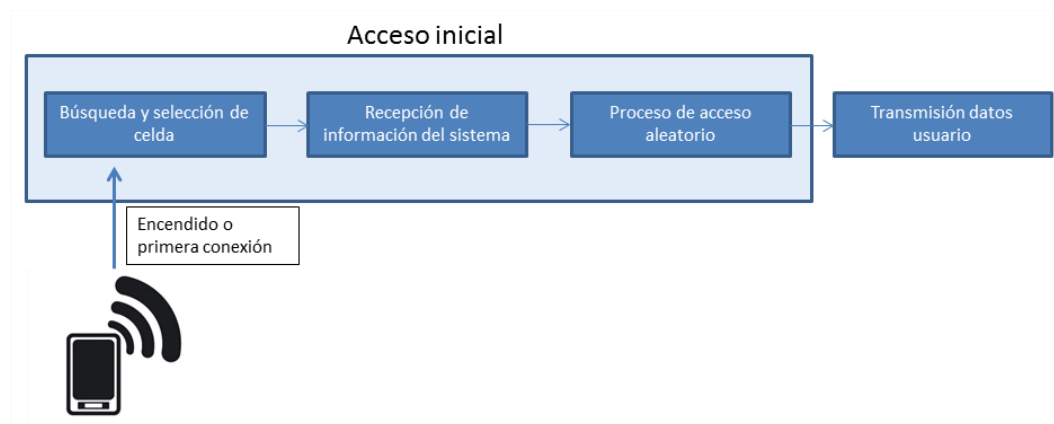 Acceso inicial
Búsqueda y selección de
celda
Recepción de
información del sistema
Proceso de acceso
aleatorio
Transmisión datos
usuario
Encendido o
primera conexión